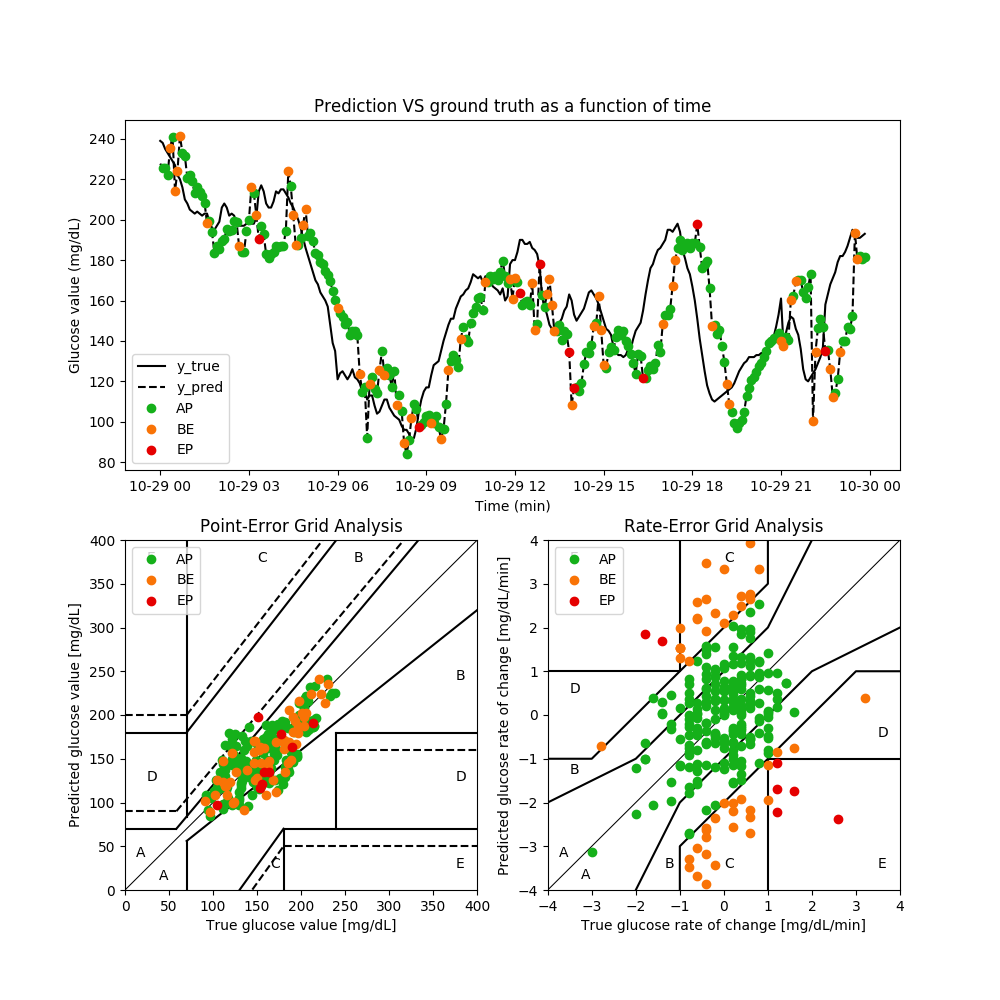 Prediction VS ground truth as a function of time
Glucose value (mg/dL)
240
220
200
180
160
140
120
100
80
y_true
y_pred
AP
BE
EP
10-29 00 10-29 03 10-29 06 10-29 09 10-29 12 10-29 15 10-29 18 10-29 21 10-30 00
Time (min)
Point-Error Grid Analysis
Predicted glucose value [mg/dL]
400
350
300
250
200
150
100
50
0
AP
BE
EP
C
B
B
D
D
A
A
C
E
0 50 100 150 200 250 300 350 400
True glucose value [mg/dL]
Rate-Error Grid Analysis
Predicted glucose rate of change [mg/dL/min]
4
3
2
1
0
−1
−2
−3
−4
AP
BE
EP
C
D
D
B
A
A
B
C
E
−4 −3 −2 −1 0 1 2 3 4
True glucose rate of change [mg/dL/min]